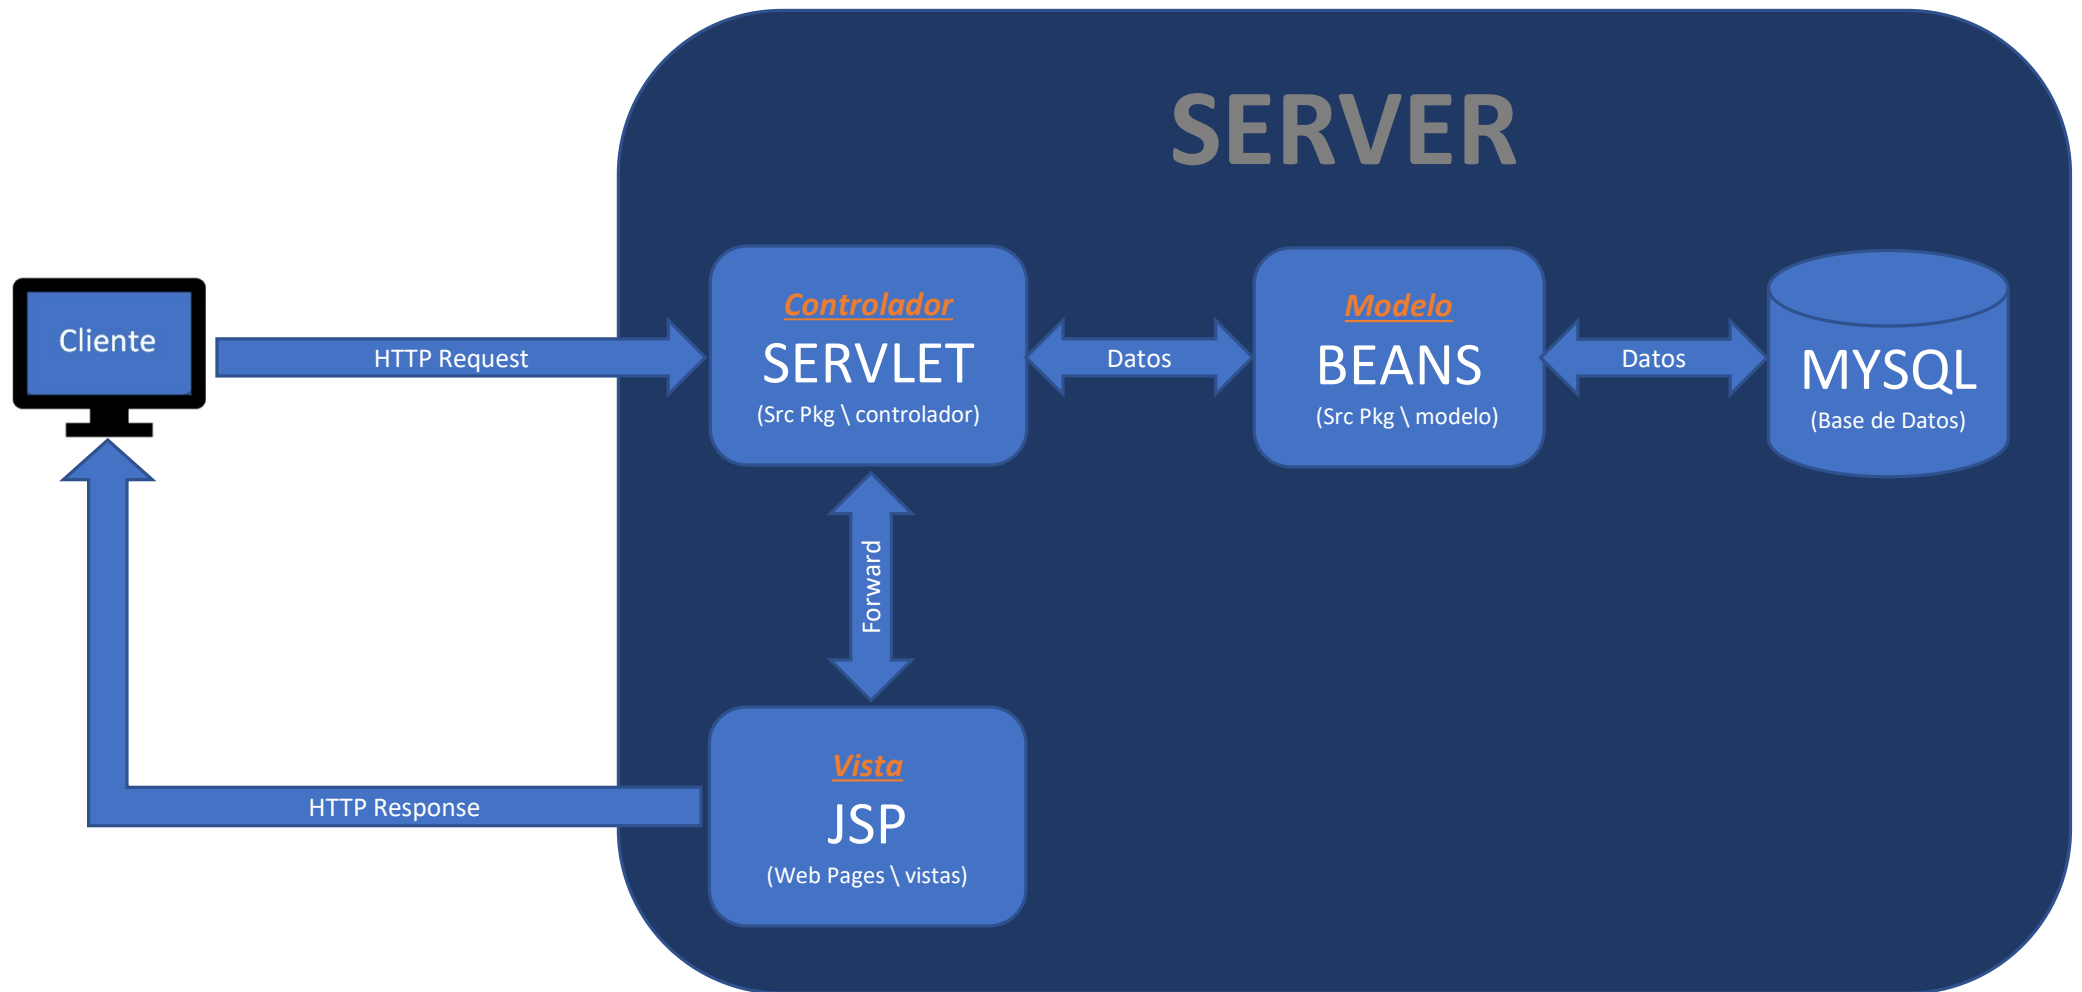 SERVER
Cliente
HTTP Request
Controlador
SERVLET
(Src Pkg \ controlador)
Datos
Modelo
BEANS
(Src Pkg \ modelo)
Datos
MYSQL
(Base de Datos)
Forward
HTTP Response
Vista
JSP
(Web Pages \ vistas)